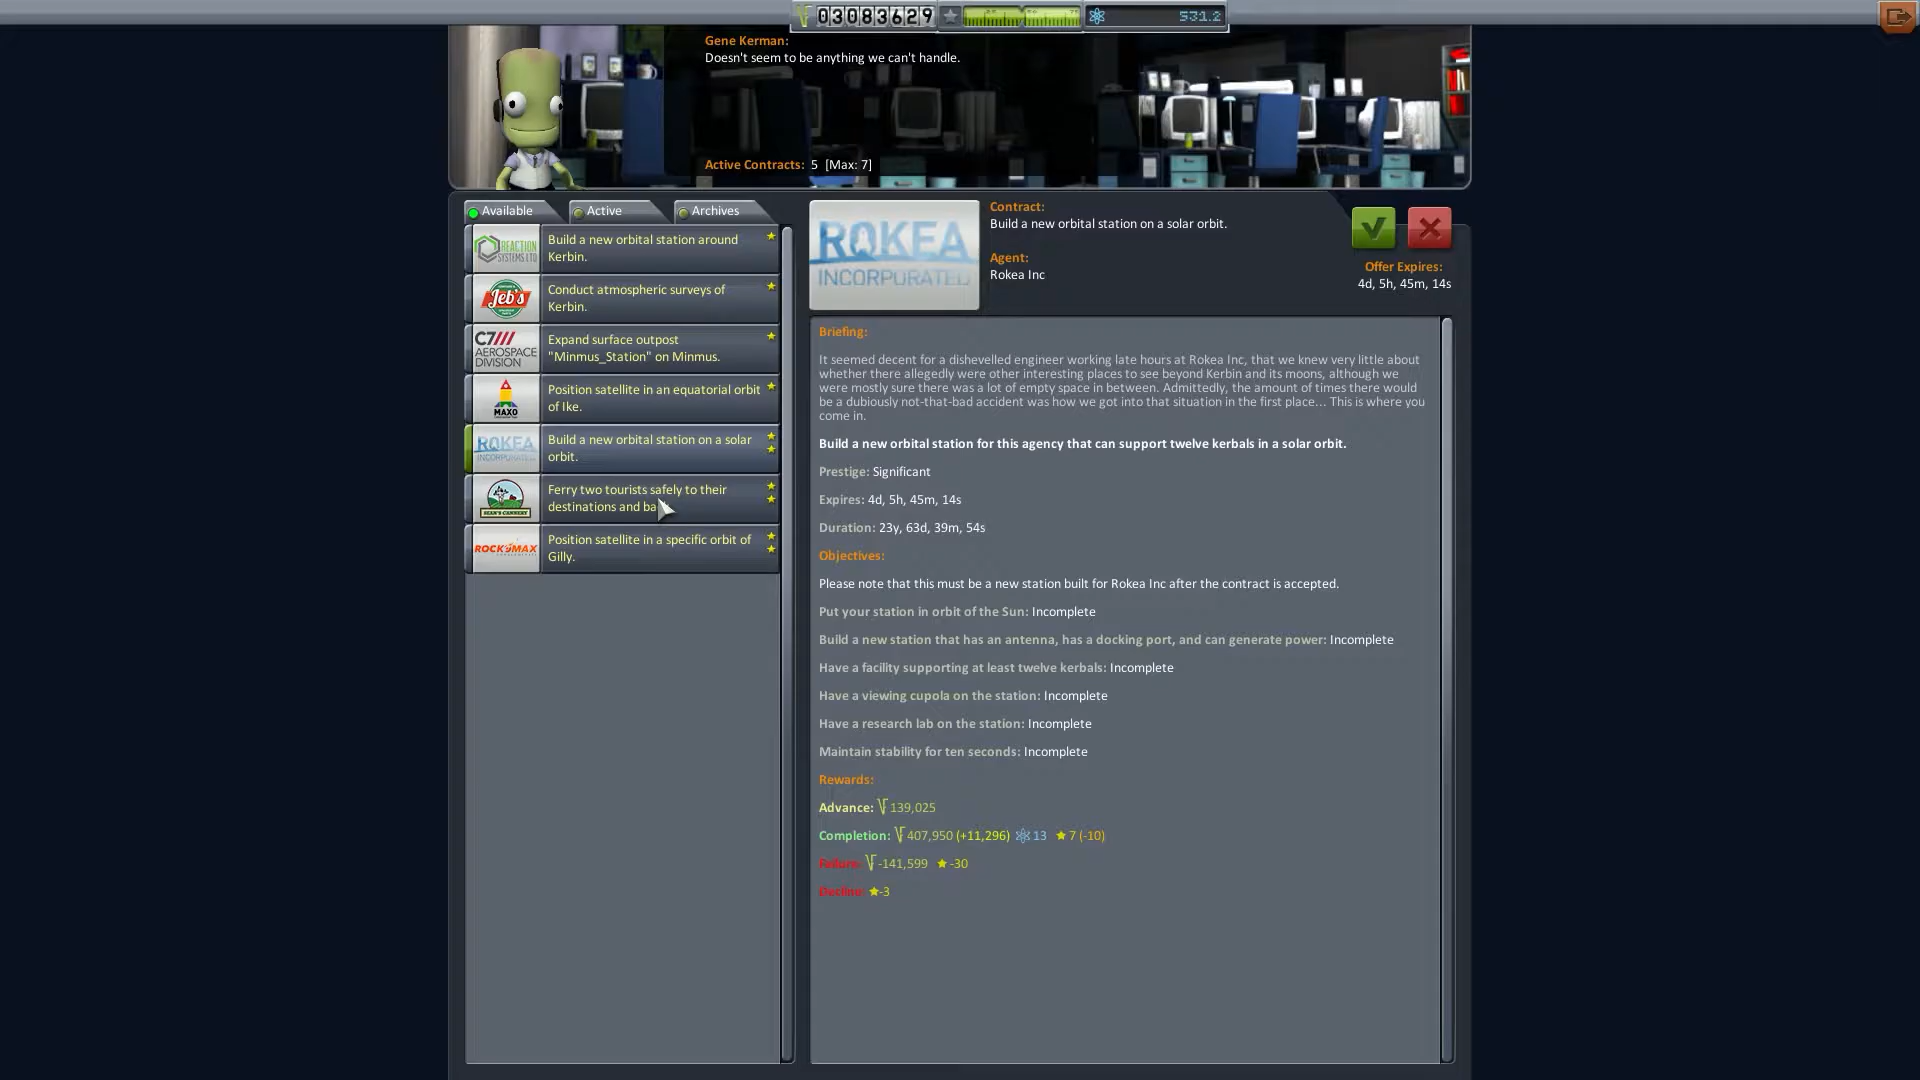 03083629
531.2
Gene Kerman:
Doesn't seem to be anything we can't handle.
Active Contracts: 5 [Max: 7]
Available
Active
Archives
REACTION
SYSTEMS LTD
Build a new orbital station around
Kerbin.
Jeb's
Conduct atmospheric surveys of
Kerbin.
C7///
AEROSPACE
DIVISION
Expand surface outpost
"Minmus_Station" on Minmus.
MAXO
Position satellite in an equatorial orbit
of Ike.
ROKEA
INCORPORATED
Build a new orbital station on a solar
orbit.
SEAN'S CANNERY
Ferry two tourists safely to their
destinations and ba
ROCKOMAX
Position satellite in a specific orbit of
Gilly.
ROKEA
INCORPORATED
Contract:
Build a new orbital station on a solar orbit.
Agent:
Rokea Inc
Offer Expires:
4d, 5h, 45m, 14s
Briefing:
It seemed decent for a dishevelled engineer working late hours at Rokea Inc, that we knew very little about
whether there allegedly were other interesting places to see beyond Kerbin and its moons, although we
were mostly sure there was a lot of empty space in between. Admittedly, the amount of times there would
be a dubiously not-that-bad accident was how we got into that situation in the first place... This is where you
come in.
Build a new orbital station for this agency that can support twelve kerbals in a solar orbit.
Prestige: Significant
Expires: 4d, 5h, 45m, 14s
Duration: 23y, 63d, 39m, 54s
Objectives:
Please note that this must be a new station built for Rokea Inc after the contract is accepted.
Put your station in orbit of the Sun: Incomplete
Build a new station that has an antenna, has a docking port, and can generate power: Incomplete
Have a facility supporting at least twelve kerbals: Incomplete
Have a viewing cupola on the station: Incomplete
Have a research lab on the station: Incomplete
Maintain stability for ten seconds: Incomplete
Rewards:
Advance: 139,025
Completion: 407,950 (+11,296) 13 ★ 7 (-10)
Failure: -141,599 ★ -30
Decline: ★-3